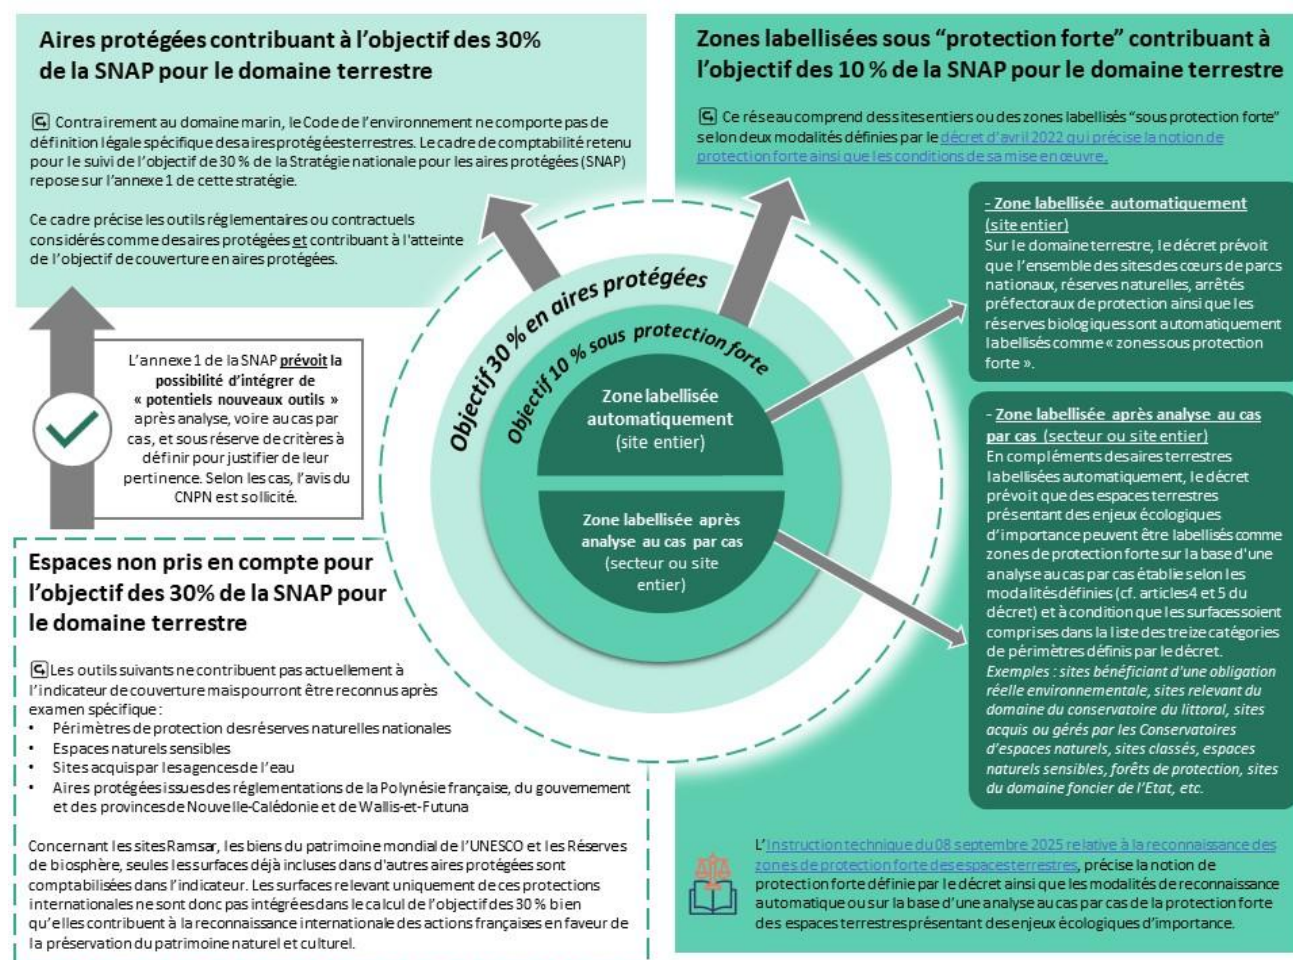 Aires protégées contribuant à l'objectif des 30%
de la SNAP pour le domaine terrestre
Contrairement au domaine marin, le Code de l'environnement ne comporte pas de
définition légale spécifique des aires protégées terrestres. Le cadre de comptabilité retenu
pour le suivi de l'objectif de 30 % de la Stratégie nationale pour les aires protégées (SNAP)
repose sur l'annexe 1 de cette stratégie.
Ce cadre précise les outils réglementaires ou contractuels
considérés comme des aires protégées et contribuant à l'atteinte
de l'objectif de couverture en aires protégées.
L'annexe 1 de la SNAP prévoit la
possibilité d'intégrer de
« potentiels nouveaux outils »
après analyse, voire au cas par
cas, et sous réserve de critères à
définir pour justifier de leur
pertinence. Selon les cas, l'avis du
CNPN est sollicité.
Espaces non pris en compte pour
l'objectif des 30% de la SNAP pour
le domaine terrestre
Les outils suivants ne contribuent pas actuellement à
l'indicateur de couverture mais pourront être reconnus après
examen spécifique :
• Périmètres de protection des réserves naturelles nationales
• Espaces naturels sensibles
• Sites acquis par les agences de l'eau
• Aires protégées issues des réglementations de la Polynésie française, du gouvernement
et des provinces de Nouvelle-Calédonie et de Wallis-et-Futuna
Concernant les sites Ramsar, les biens du patrimoine mondial de l'UNESCO et les Réserves
de biosphère, seules les surfaces déjà incluses dans d'autres aires protégées sont
comptabilisées dans l'indicateur. Les surfaces relevant uniquement de ces protections
internationales ne sont donc pas intégrées dans le calcul de l'objectif des 30 % bien
qu'elles contribuent à la reconnaissance internationale des actions françaises en faveur de
la préservation du patrimoine naturel et culturel.
Objectif 30 % en aires protégées
Objectif 10 % sous protection forte
Zone labellisée
automatiquement
(site entier)
Zone labellisée après
analyse au cas par cas
(secteur ou site
entier)
Zones labellisées sous “protection forte” contribuant à
l'objectif des 10 % de la SNAP pour le domaine terrestre
Ce réseau comprend des sites entiers ou des zones labellisés “sous protection forte”
selon deux modalités définies par le décret d'avril 2022 qui précise la notion de
protection forte ainsi que les conditions de sa mise en œuvre.
- Zone labellisée automatiquement
(site entier)
Sur le domaine terrestre, le décret prévoit
que l'ensemble des sites des cœurs de parcs
nationaux, réserves naturelles, arrêtés
préfectoraux de protection ainsi que les
réserves biologiques sont automatiquement
labellisés comme « zones sous protection
forte ».
- Zone labellisée après analyse au cas
par cas (secteur ou site entier)
En compléments des aires terrestres
labellisées automatiquement, le décret
prévoit que des espaces terrestres
présentant des enjeux écologiques
d'importance peuvent être labellisés comme
zones de protection forte sur la base d'une
analyse au cas par cas établie selon les
modalités définies (cf. articles 4 et 5 du
décret) et à condition que les surfaces soient
comprises dans la liste des treize catégories
de périmètres définis par le décret.
Exemples : sites bénéficiant d'une obligation
réelle environnementale, sites relevant du
domaine du conservatoire du littoral, sites
acquis ou gérés par les Conservatoires
d'espaces naturels, sites classés, espaces
naturels sensibles, forêts de protection, sites
du domaine foncier de l'Etat, etc.
L'Instruction technique du 08 septembre 2025 relative à la reconnaissance des
zones de protection forte des espaces terrestres, précise la notion de
protection forte définie par le décret ainsi que les modalités de reconnaissance
automatique ou sur la base d'une analyse au cas par cas de la protection forte
des espaces terrestres présentant des enjeux écologiques d'importance.